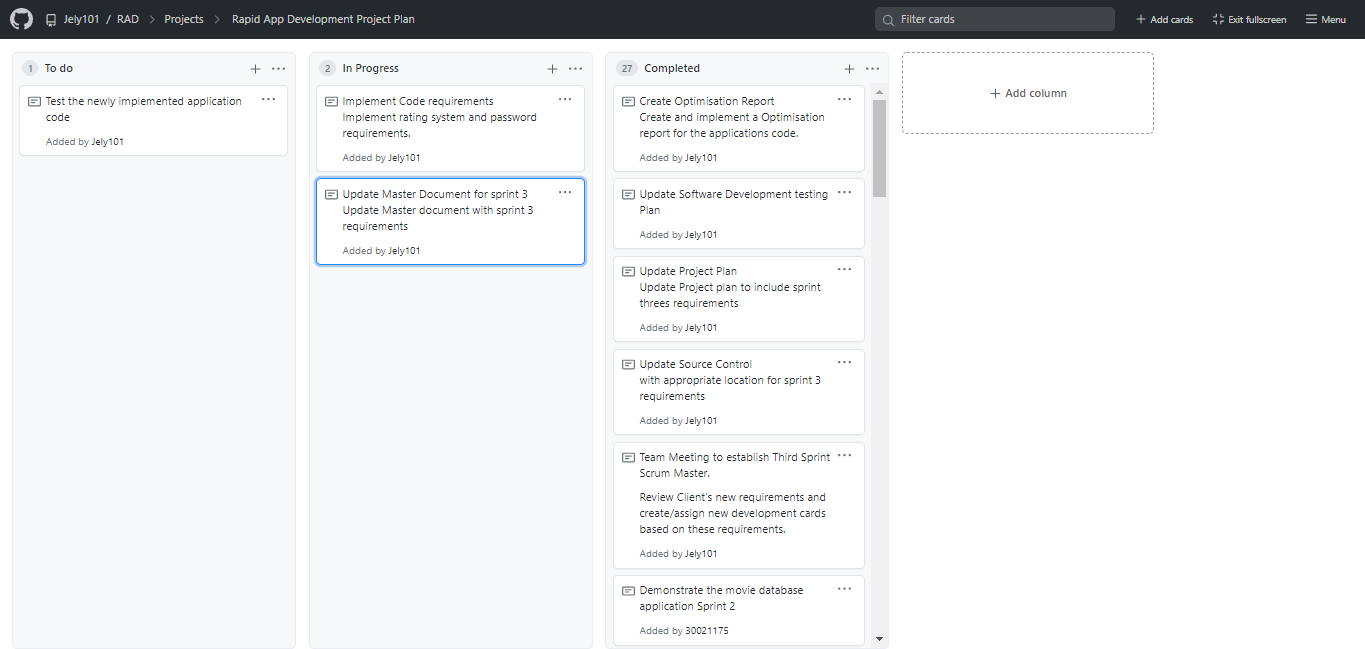 Jely101 / RAD > Projects > Rapid App Development Project Plan
Filter cards
+ Add cards
Exit fullscreen
Menu
1 To do
Test the newly implemented application
code
Added by Jely101
2 In Progress
Implement Code requirements
Implement rating system and password
requirements.
Added by Jely101
Update Master Document for sprint 3
Update Master document with sprint 3
requirements
Added by Jely101
27 Completed
Create Optimisation Report
Create and implement a Optimisation
report for the applications code.
Added by Jely101
Update Software Development testing
Plan
Added by Jely101
Update Project Plan
Update Project plan to include sprint
threes requirements
Added by Jely101
Update Source Control
with appropriate location for sprint 3
requirements
Added by Jely101
Team Meeting to establish Third Sprint
Scrum Master.
Review Client's new requirements and
create/assign new development cards
based on these requirements.
Added by Jely101
Demonstrate the movie database
application Sprint 2
Added by 30021175
+ Add column